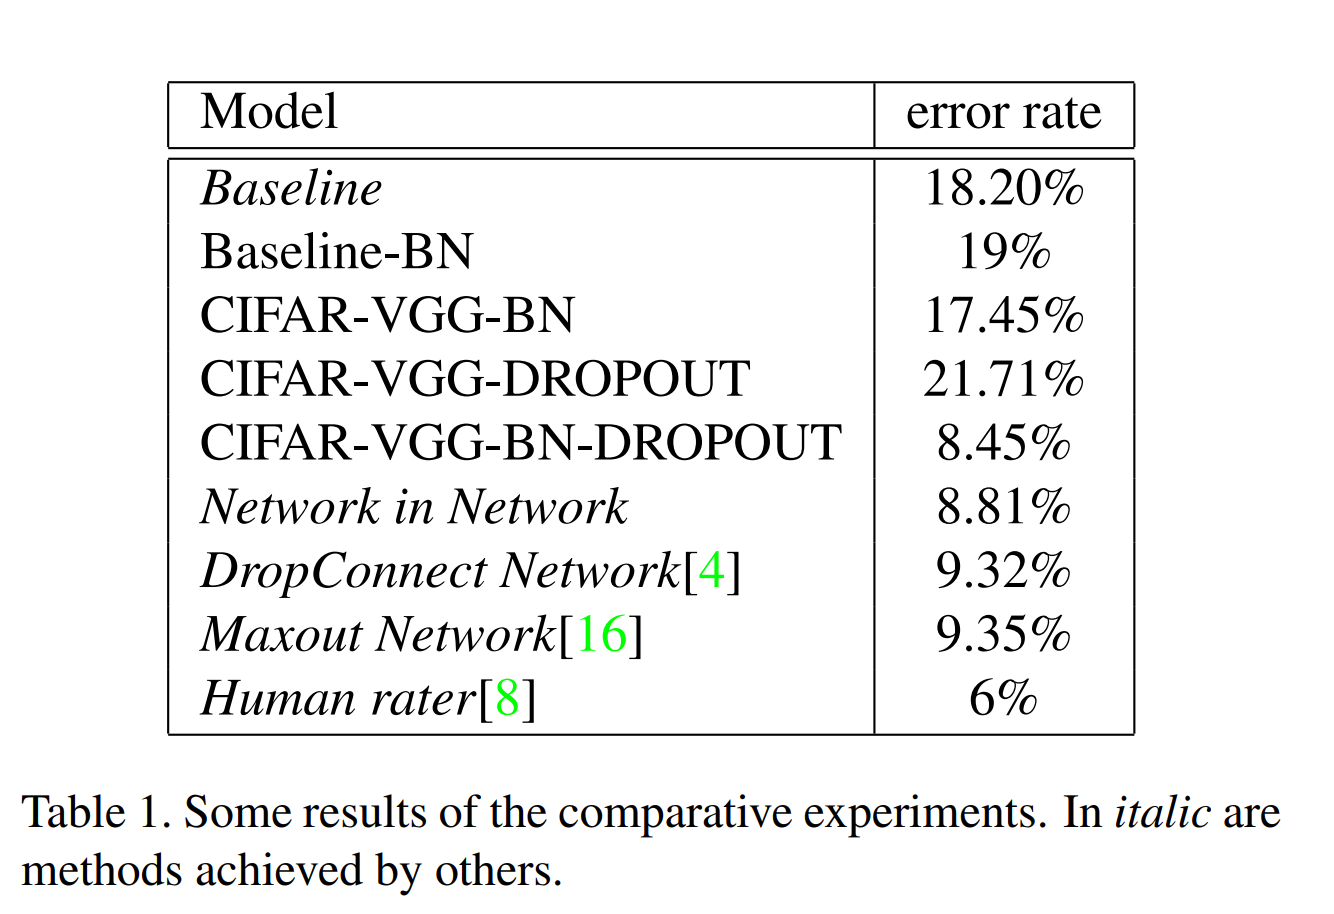 Model error rate
Baseline 18.20%
Baseline-BN 19%
CIFAR-VGG-BN 17.45%
CIFAR-VGG-DROPOUT 21.71%
CIFAR-VGG-BN-DROPOUT 8.45%
Network in Network 8.81%
DropConnect Network[4] 9.32%
Maxout Network[16] 9.35%
Human rater[8] 6%
Table 1. Some results of the comparative experiments. In italic are
methods achieved by others.